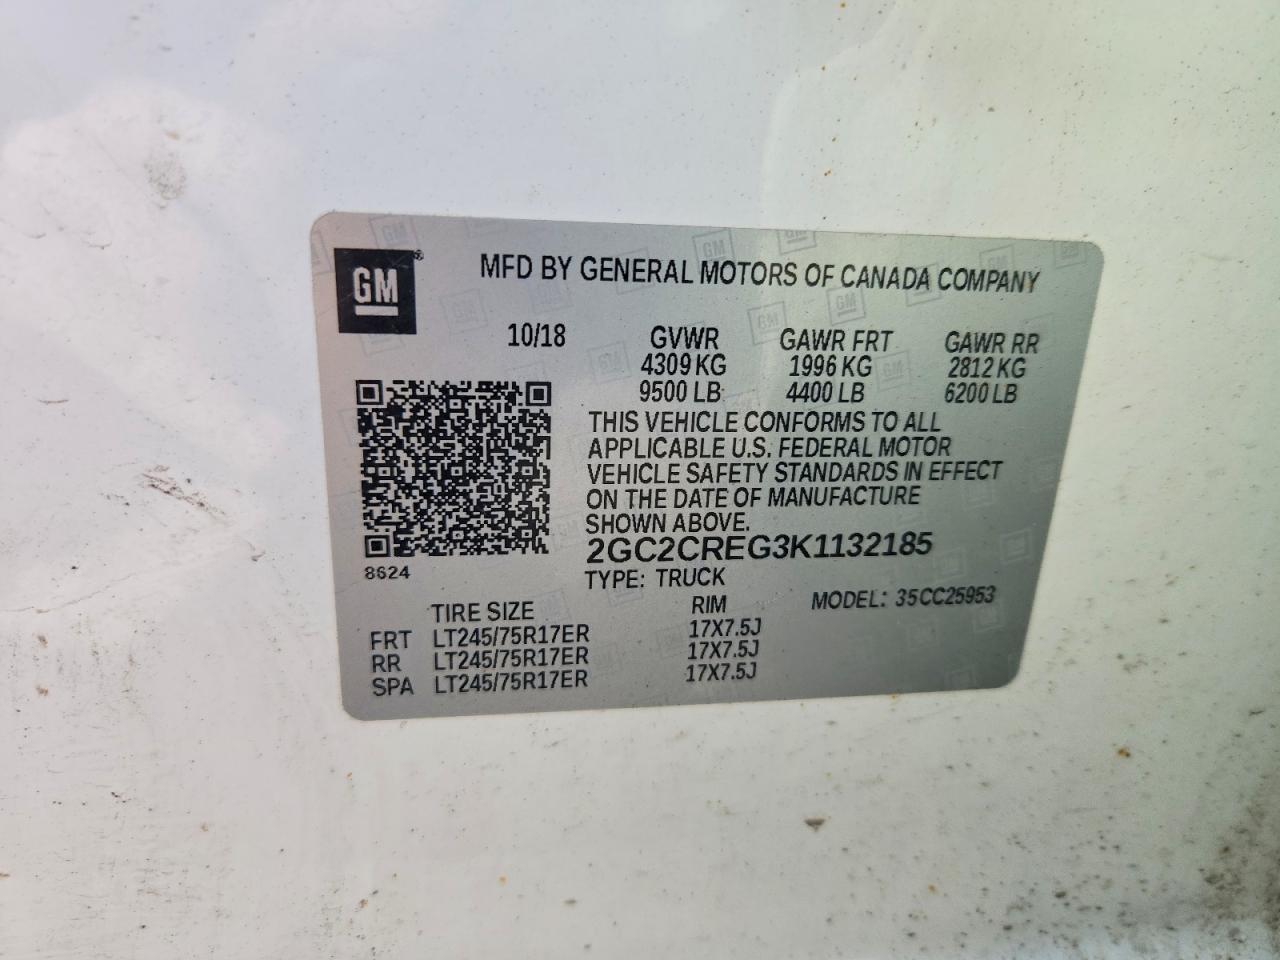 GM
MFD BY GENERAL MOTORS OF CANADA COMPANY
10/18 GVWR GAWR FRT GAWR RR
4309 KG 1996 KG 2812 KG
9500 LB 4400 LB 6200 LB
THIS VEHICLE CONFORMS TO ALL
APPLICABLE U.S. FEDERAL MOTOR
VEHICLE SAFETY STANDARDS IN EFFECT
ON THE DATE OF MANUFACTURE
SHOWN ABOVE.
2GC2CREG3K1132185
8624
TYPE: TRUCK
TIRE SIZE RIM MODEL: 35CC25953
FRT LT245/75R17ER 17X7.5J
RR LT245/75R17ER 17X7.5J
SPA LT245/75R17ER 17X7.5J